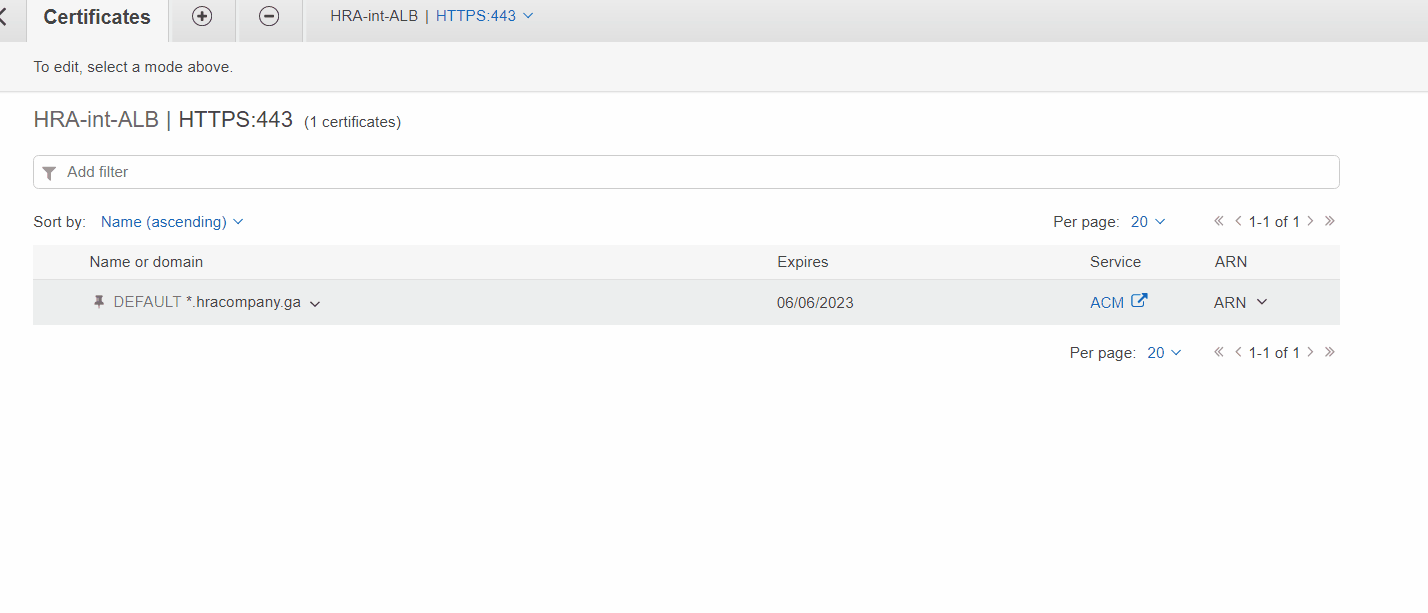 Certificates
HRA-int-ALB | HTTPS:443
To edit, select a mode above.
HRA-int-ALB | HTTPS:443 (1 certificates)
Add filter
Sort by: Name (ascending) Per page: 20 « < 1-1 of 1 > »
Name or domain Expires Service ARN
DEFAULT *.hracompany.ga 06/06/2023 ACM ARN
Per page: 20 « < 1-1 of 1 > »